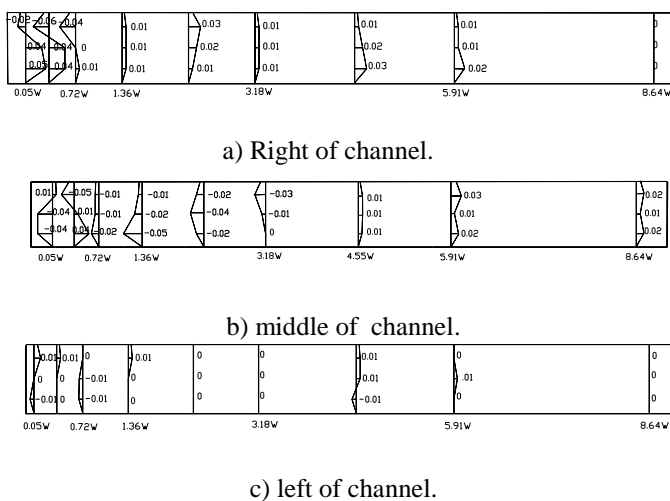 -0.02 -0.06 -0.04 0.03 0.01 0.01 0
0.01
0.04 0.04 0 0.01 0.02 0.01 0.02 0.01 0
0.05 0.04 0.01 0.01 0.01 0.01 0.03 0.02 0
0.05W 0.72W 1.36W 3.18W 5.91W 8.64W
a) Right of channel.
0.01 -0.05 -0.01 -0.01 -0.02 -0.03 0.01 0.03 0.02
-0.04 -0.01 -0.01 -0.02 -0.04 -0.01 0.01 0.01 0.01
-0.04 0.04 -0.02 -0.05 -0.02 0 0.01 0.02 0.02
0.05W 0.72W 1.36W 3.18W 4.55W 5.91W 8.64W
b) middle of channel.
0.01 0.01 0 0.01 0 0 0.01 0 0
0 0 -0.01 0 0 0 0.01 .01 0
-0.01 0 -0.01 0 0 0 -0.01 0 0
0.05W 0.72W 1.36W 3.18W 5.91W 8.64W
c) left of channel.